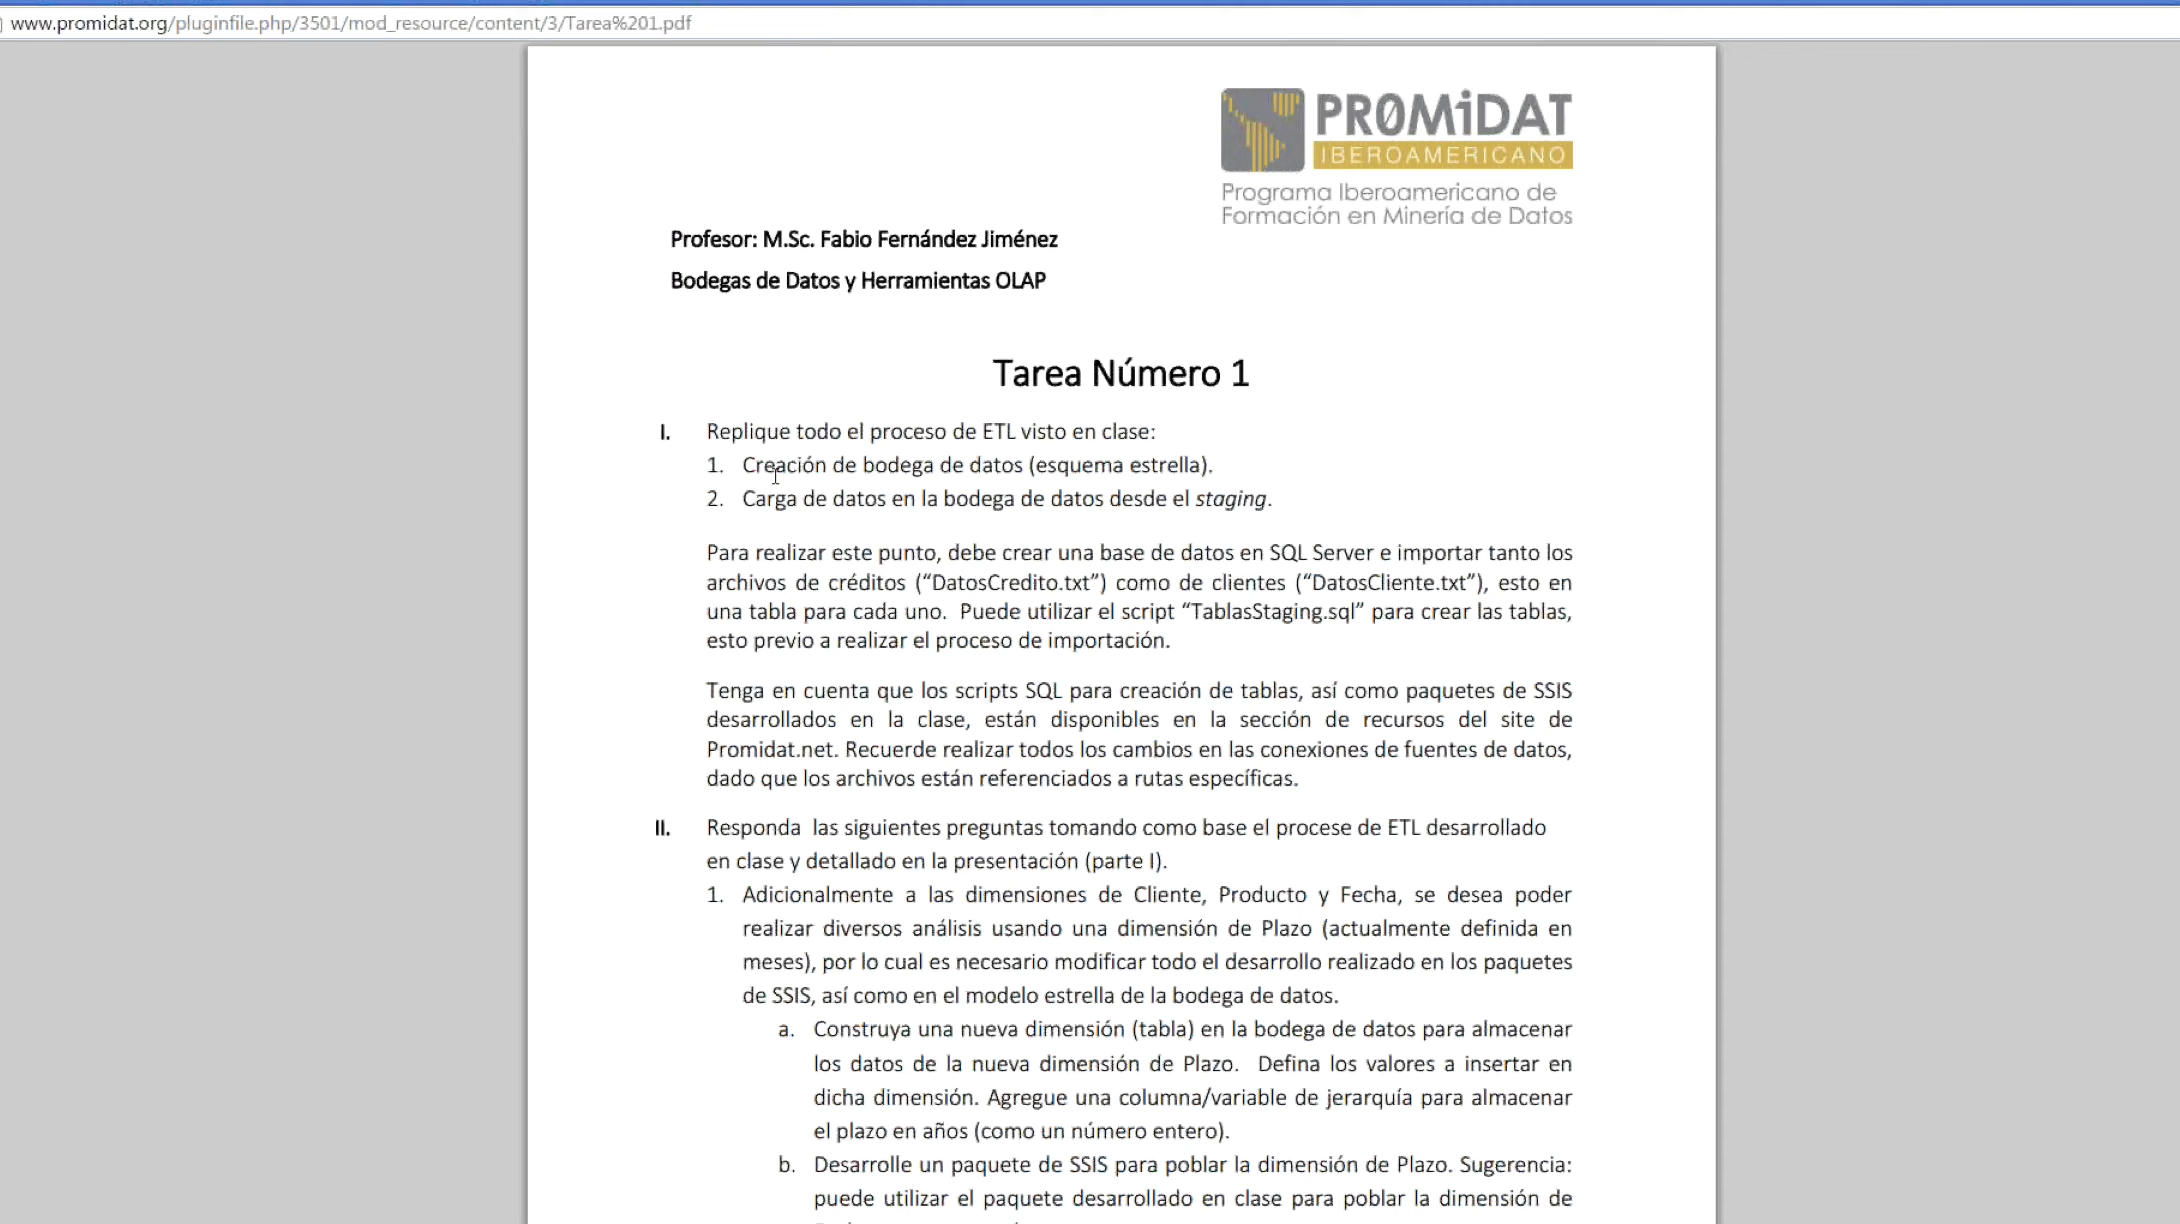 www.promidat.org/pluginfile.php/3501/mod_resource/content/3/Tarea%201.pdf
PR0MiDAT
IBEROAMERICANO
Programa Iberoamericano de
Formación en Minería de Datos
Profesor: M.Sc. Fabio Fernández Jiménez
Bodegas de Datos y Herramientas OLAP
Tarea Número 1
I. Replique todo el proceso de ETL visto en clase:
1. Creación de bodega de datos (esquema estrella).
2. Carga de datos en la bodega de datos desde el staging.
Para realizar este punto, debe crear una base de datos en SQL Server e importar tanto los
archivos de créditos (“DatosCredito.txt”) como de clientes (“DatosCliente.txt”), esto en
una tabla para cada uno. Puede utilizar el script “TablasStaging.sql” para crear las tablas,
esto previo a realizar el proceso de importación.
Tenga en cuenta que los scripts SQL para creación de tablas, así como paquetes de SSIS
desarrollados en la clase, están disponibles en la sección de recursos del site de
Promidat.net. Recuerde realizar todos los cambios en las conexiones de fuentes de datos,
dado que los archivos están referenciados a rutas específicas.
II. Responda las siguientes preguntas tomando como base el procese de ETL desarrollado
en clase y detallado en la presentación (parte I).
1. Adicionalmente a las dimensiones de Cliente, Producto y Fecha, se desea poder
realizar diversos análisis usando una dimensión de Plazo (actualmente definida en
meses), por lo cual es necesario modificar todo el desarrollo realizado en los paquetes
de SSIS, así como en el modelo estrella de la bodega de datos.
a. Construya una nueva dimensión (tabla) en la bodega de datos para almacenar
los datos de la nueva dimensión de Plazo. Defina los valores a insertar en
dicha dimensión. Agregue una columna/variable de jerarquía para almacenar
el plazo en años (como un número entero).
b. Desarrolle un paquete de SSIS para poblar la dimensión de Plazo. Sugerencia:
puede utilizar el paquete desarrollado en clase para poblar la dimensión de